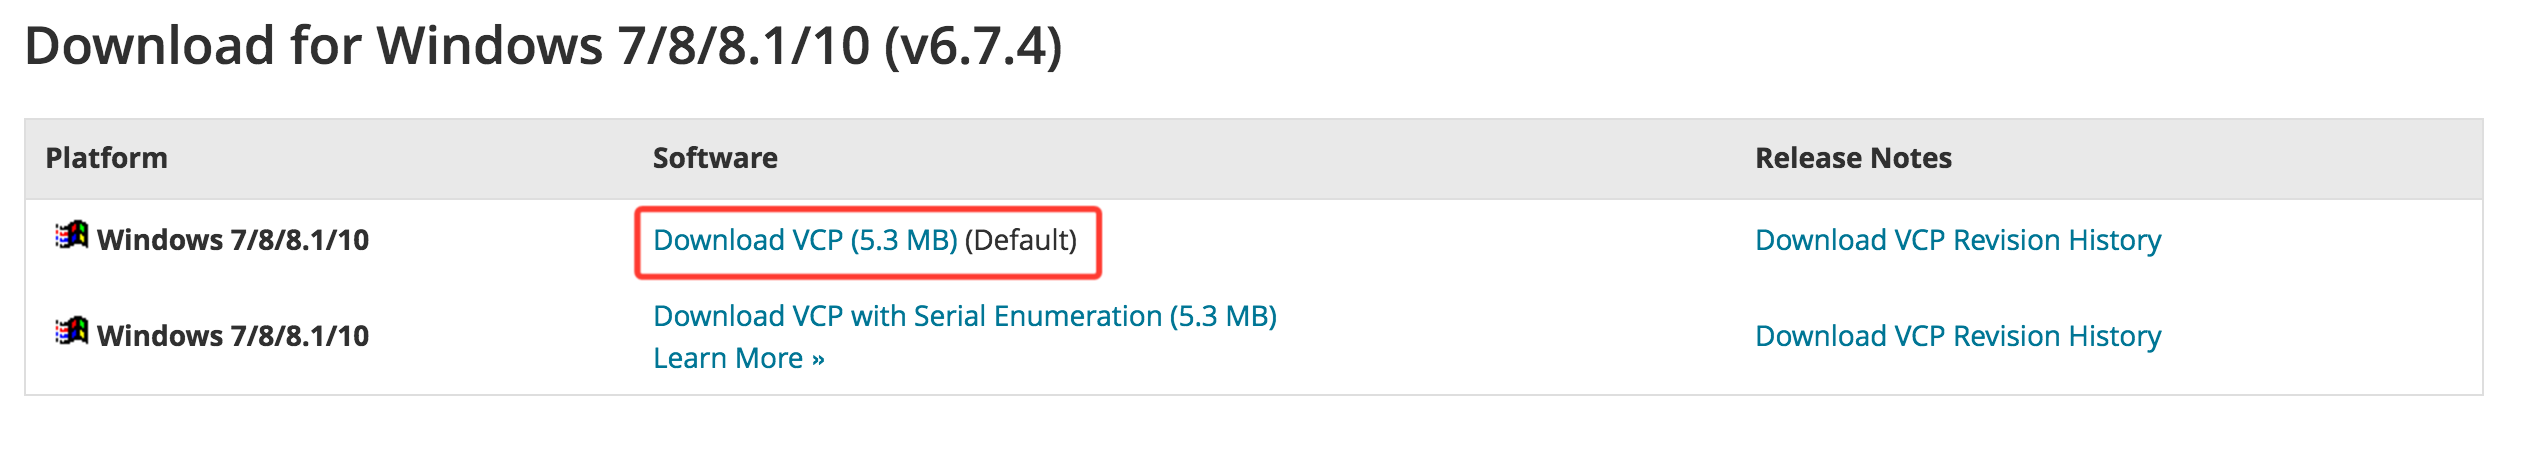 Download for Windows 7/8/8.1/10 (v6.7.4)
Platform Software Release Notes
Windows 7/8/8.1/10 Download VCP (5.3 MB) (Default) Download VCP Revision History
Windows 7/8/8.1/10 Download VCP with Serial Enumeration (5.3 MB) Download VCP Revision History
Learn More »